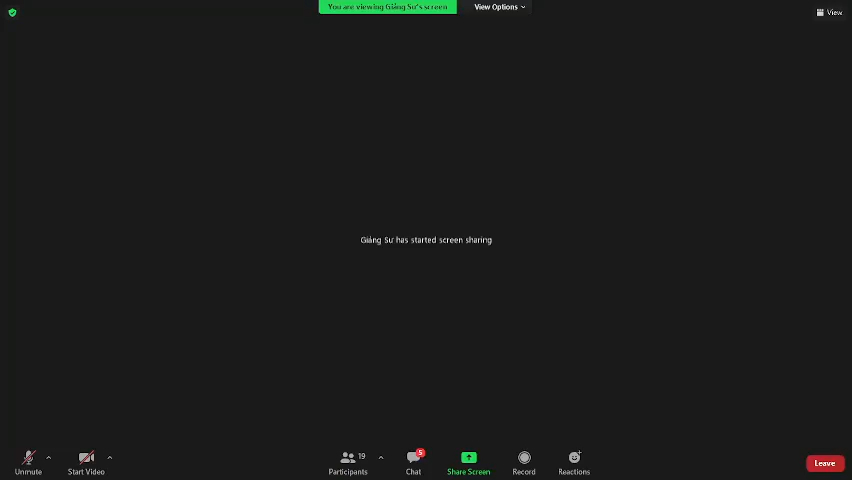 You are viewing Giảng Sư's screen
View Options
View
Giảng Sư has started screen sharing
Unmute
Start Video
19
Participants
5
Chat
Share Screen
Record
Reactions
Leave